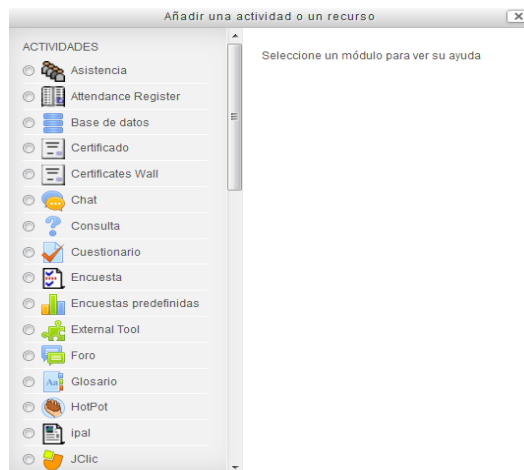 Añadir una actividad o un recurso
ACTIVIDADES
Seleccione un módulo para ver su ayuda
Asistencia
Attendance Register
Base de datos
Certificado
Certificates Wall
Chat
Consulta
Cuestionario
Encuesta
Encuestas predefinidas
External Tool
Foro
Glosario
HotPot
ipal
JClic